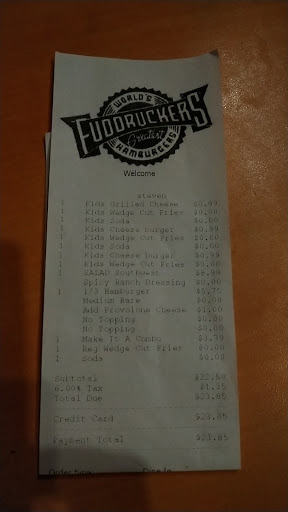 WORLD'S
FUDDRUCKERS
Greatest
HAMBURGERS
Welcome
steven
1 Kids Grilled Cheese $0.99
1 Kids Wedge Cut Fries $0.00
1 Kids Soda $0.00
1 Kids Cheese burger $0.99
1 Kids Wedge Cut Fries $0.00
1 Kids Soda $0.00
1 Kids Cheese burger $0.99
1 Kids Wedge Cut Fries $0.00
1 SALAD Southwest
Spicy Ranch Dressing $0.00
1 1/3 Hamburger
Medium Rare $0.00
Add Provolone Cheese $1.00
No Topping $0.00
No Topping $0.00
1 Make It A Combo $3.79
1 Reg Wedge Cut Fries $0.00
1 Soda $0.00
Subtotal $22.50
6.00% Tax $1.35
Total Due $23.85
Credit Card $23.85
Payment Total $23.85